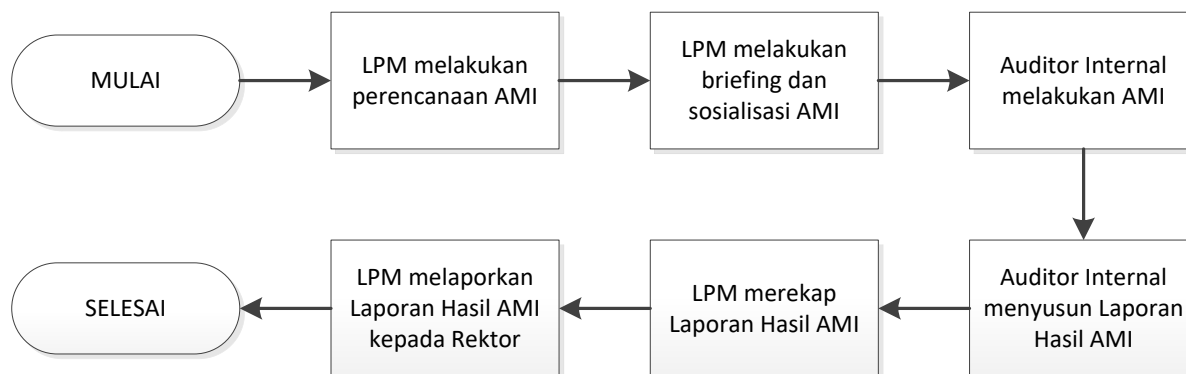 MULAI
LPM melakukan
perencanaan AMI
LPM melakukan
briefing dan
sosialisasi AMI
Auditor Internal
melakukan AMI
Auditor Internal
menyusun Laporan
Hasil AMI
LPM merekap
Laporan Hasil AMI
LPM melaporkan
Laporan Hasil AMI
kepada Rektor
SELESAI